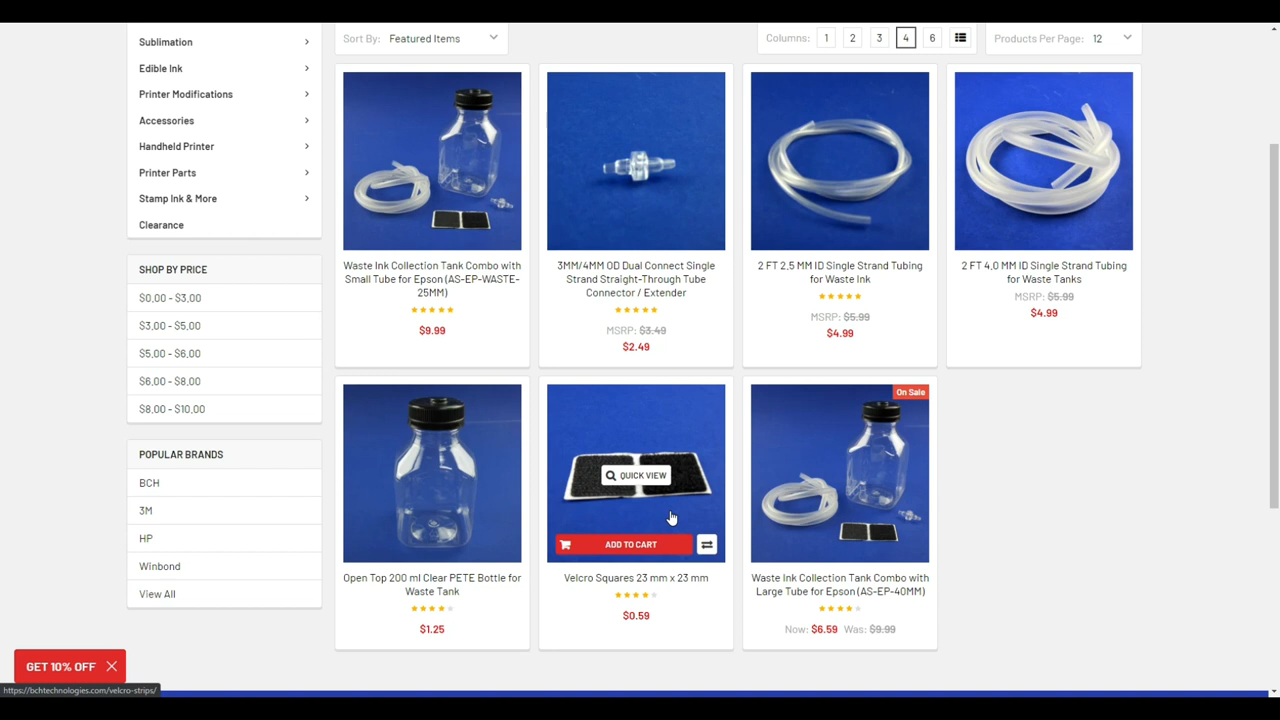 Sublimation
Edible Ink
Printer Modifications
Accessories
Handheld Printer
Printer Parts
Stamp Ink & More
Clearance
SHOP BY PRICE
$0.00 - $3.00
$3.00 - $5.00
$5.00 - $6.00
$6.00 - $8.00
$8.00 - $10.00
POPULAR BRANDS
BCH
3M
HP
Winbond
View All
Sort By: Featured Items
Columns: 1 2 3 4 6
Products Per Page: 12
Waste Ink Collection Tank Combo with
Small Tube for Epson (AS-EP-WASTE-
25MM)
$9.99
3MM/4MM OD Dual Connect Single
Strand Straight-Through Tube
Connector / Extender
MSRP: $3.49
$2.49
2 FT 2.5 MM ID Single Strand Tubing
for Waste Ink
MSRP: $5.99
$4.99
2 FT 4.0 MM ID Single Strand Tubing
for Waste Tanks
MSRP: $5.99
$4.99
Open Top 200 ml Clear PETE Bottle for
Waste Tank
$1.25
QUICK VIEW
ADD TO CART
Velcro Squares 23 mm x 23 mm
$0.59
On Sale
Waste Ink Collection Tank Combo with
Large Tube for Epson (AS-EP-40MM)
Now: $6.59 Was: $9.99
GET 10% OFF
https://bchtechnologies.com/velcro-strips/